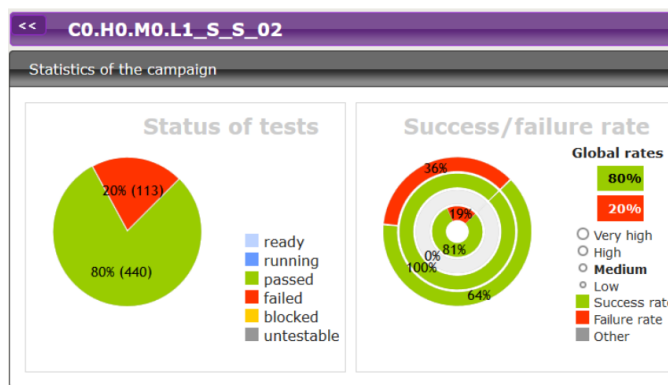 << C0.H0.M0.L1_S_S_02
Statistics of the campaign
Status of tests
20% (113)
80% (440)
ready
running
passed
failed
blocked
untestable
Success/failure rate
36%
19%
81%
0%
100%
64%
Global rates
80%
20%
Very high
High
Medium
Low
Success rat
Failure rate
Other